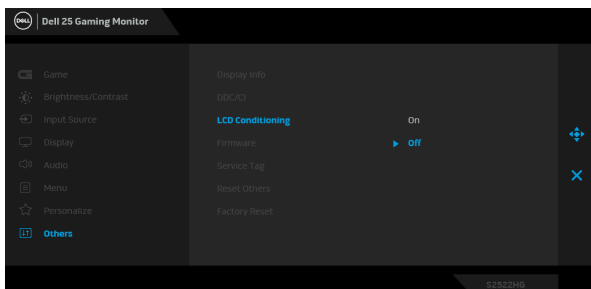 DELL Dell 25 Gaming Monitor
Game
Brightness/Contrast
Input Source
Display
Audio
Menu
Personalize
Others
Display Info
DDC/CI
LCD Conditioning On
Firmware Off
Service Tag
Reset Others
Factory Reset
S2522HG